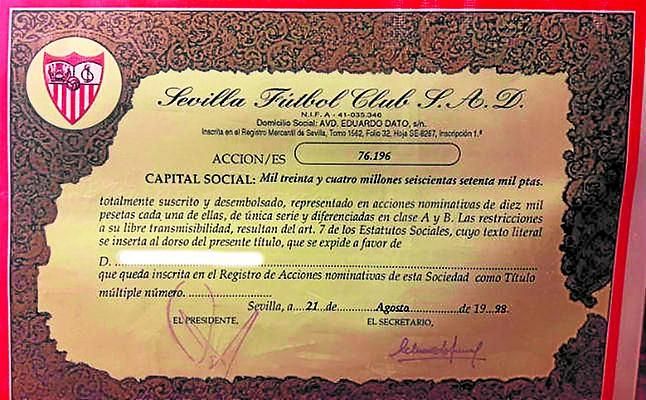 Sevilla Fútbol Club S.A.D.
N.I.F. A - 41-035.346
Domicilio Social: AVD. EDUARDO DATO, s/n.
Inscrita en el Registro Mercantil de Sevilla, Tomo 1562, Folio 32, Hoja SE-8267, Inscripción 1.ª
ACCION/ES 76.196
CAPITAL SOCIAL: Mil treinta y cuatro millones seiscientas setenta mil ptas.
totalmente suscrito y desembolsado, representado en acciones nominativas de diez mil
pesetas cada una de ellas, de única serie y diferenciadas en clase A y B. Las restricciones
a su libre transmisibilidad, resultan del art. 7 de los Estatutos Sociales, cuyo texto literal
se inserta al dorso del presente título, que se expide a favor de
D.
que queda inscrita en el Registro de Acciones nominativas de esta Sociedad como Título
múltiple número. ............................
Sevilla, a....21...de...........Agosto...............de 19..98.
EL PRESIDENTE, EL SECRETARIO,